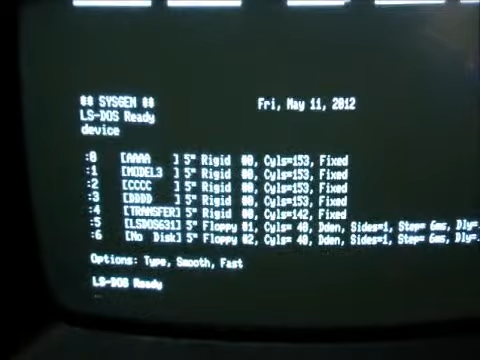 ## SYSGEN ## Fri, May 11, 2012
LS-DOS Ready
device
:0 [AAAA ] 5" Rigid #0, Cyls=153, Fixed
:1 [MODEL3 ] 5" Rigid #0, Cyls=153, Fixed
:2 [CCCC ] 5" Rigid #0, Cyls=153, Fixed
:3 [DDDD ] 5" Rigid #0, Cyls=153, Fixed
:4 [TRANSFER] 5" Rigid #0, Cyls=142, Fixed
:5 [LSDOS631] 5" Floppy #1, Cyls= 40, Dden, Sides=1, Step= 6ms, Dly=
:6 [No Disk] 5" Floppy #2, Cyls= 40, Dden, Sides=1, Step= 6ms, Dly=
Options: Type, Smooth, Fast
LS-DOS Ready